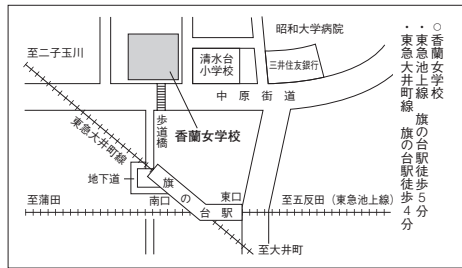 ○香蘭女学校
・東急池上線 旗の台駅徒歩5分
・東急大井町線 旗の台駅徒歩4分
昭和大学病院
至二子玉川
清水台
小学校
三井住友銀行
中原街道
東急大井町線
歩道橋
香蘭女学校
地下道
旗の台駅
東口
南口
至蒲田
至五反田(東急池上線)
至大井町